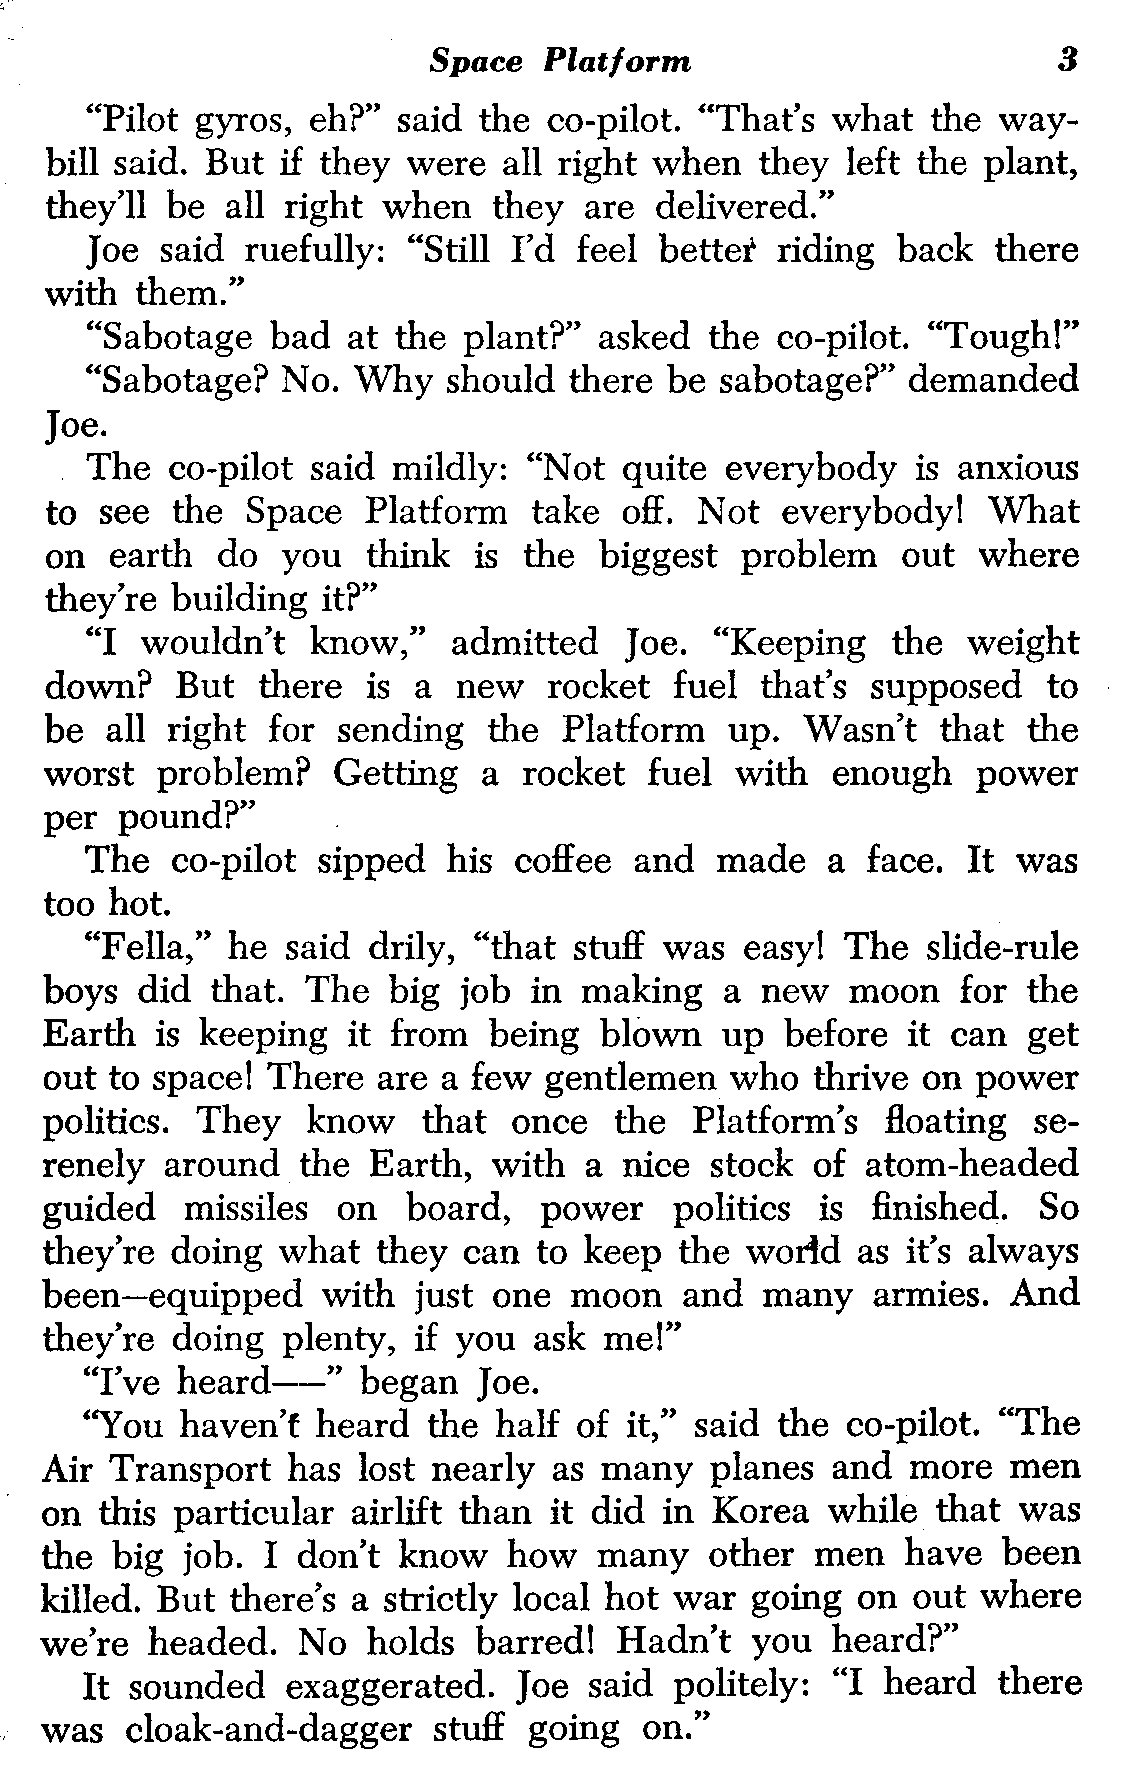 Space Platform 3
“Pilot gyros, eh?” said the co-pilot. “That’s what the way-
bill said. But if they were all right when they left the plant,
they’ll be all right when they are delivered.”
Joe said ruefully: “Still I’d feel better riding back there
with them.”
“Sabotage bad at the plant?” asked the co-pilot. “Tough!”
“Sabotage? No. Why should there be sabotage?” demanded
Joe.
The co-pilot said mildly: “Not quite everybody is anxious
to see the Space Platform take off. Not everybody! What
on earth do you think is the biggest problem out where
they’re building it?”
“I wouldn’t know,” admitted Joe. “Keeping the weight
down? But there is a new rocket fuel that’s supposed to
be all right for sending the Platform up. Wasn’t that the
worst problem? Getting a rocket fuel with enough power
per pound?”
The co-pilot sipped his coffee and made a face. It was
too hot.
“Fella,” he said drily, “that stuff was easy! The slide-rule
boys did that. The big job in making a new moon for the
Earth is keeping it from being blown up before it can get
out to space! There are a few gentlemen who thrive on power
politics. They know that once the Platform’s floating se-
renely around the Earth, with a nice stock of atom-headed
guided missiles on board, power politics is finished. So
they’re doing what they can to keep the world as it’s always
been—equipped with just one moon and many armies. And
they’re doing plenty, if you ask me!”
“I’ve heard——” began Joe.
“You haven’t heard the half of it,” said the co-pilot. “The
Air Transport has lost nearly as many planes and more men
on this particular airlift than it did in Korea while that was
the big job. I don’t know how many other men have been
killed. But there’s a strictly local hot war going on out where
we’re headed. No holds barred! Hadn’t you heard?”
It sounded exaggerated. Joe said politely: “I heard there
was cloak-and-dagger stuff going on.”